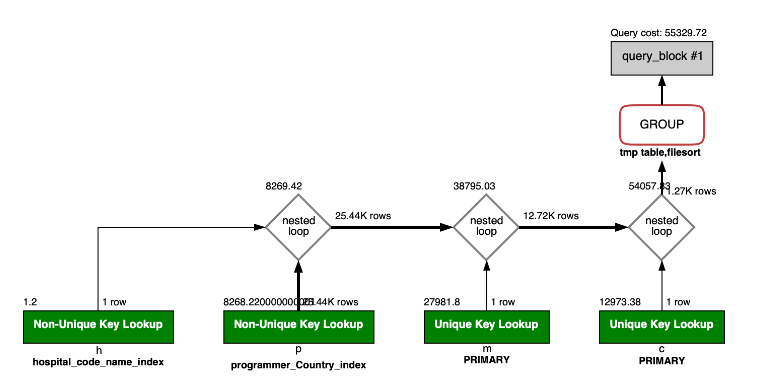 Query cost: 55329.72
query_block #1
GROUP
tmp table,filesort
8269.42
38795.03
54057.83
1.27K rows
nested
loop
25.44K rows
nested
loop
12.72K rows
nested
loop
1.2
1 row
25.44K rows
27981.8
1 row
12973.38
1 row
Non-Unique Key Lookup
Non-Unique Key Lookup
Unique Key Lookup
Unique Key Lookup
h
p
m
c
hospital_code_name_index
programmer_Country_index
PRIMARY
PRIMARY